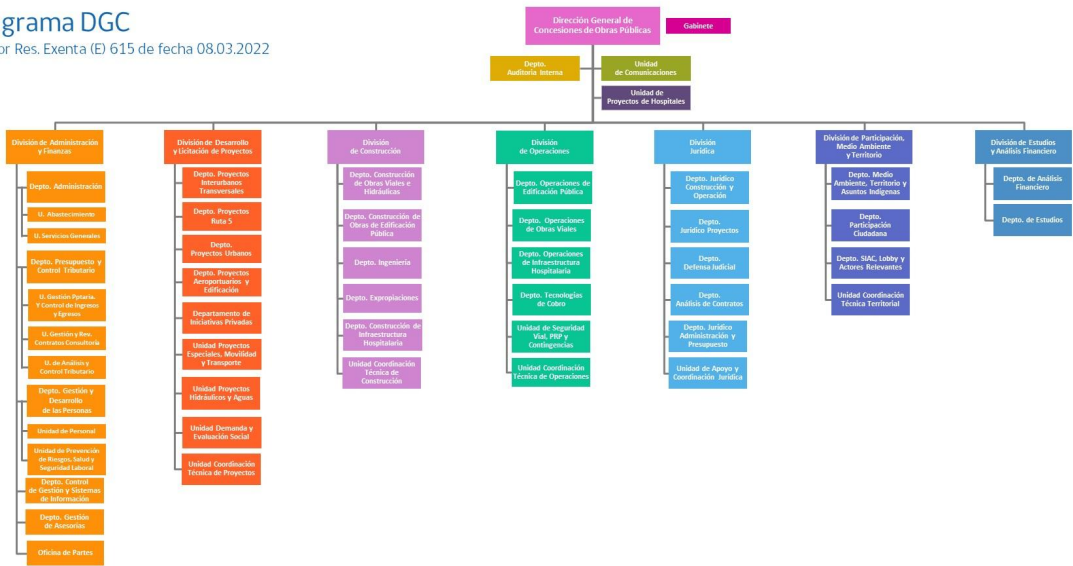 grama DGC
or Res. Exenta (E) 615 de fecha 08.03.2022
Dirección General de
Concesiones de Obras Públicas
Gabinete
Depto.
Auditoría Interna
Unidad
de Comunicaciones
Unidad de
Proyectos de Hospitales
División de Administración
y Finanzas
Depto. Administración
U. Abastecimiento
U. Servicios Generales
Depto. Presupuesto y
Control Tributario
U. Gestión Pptaria.
Y Control de Ingresos
y Egresos
U. Gestión y Rev.
Contratos Consultoría
U. de Análisis y
Control Tributario
Depto. Gestión y
Desarrollo
de las Personas
Unidad de Personal
Unidad de Prevención
de Riesgos, Salud y
Seguridad Laboral
Depto. Control
de Gestión y Sistemas
de Información
Depto. Gestión
de Asesorías
Oficina de Partes
División de Desarrollo
y Licitación de Proyectos
Depto. Proyectos
Interurbanos
Transversales
Depto. Proyectos
Ruta 5
Depto.
Proyectos Urbanos
Depto. Proyectos
Aeroportuarios y
Edificación
Departamento de
Iniciativas Privadas
Unidad Proyectos
Especiales, Movilidad
y Transporte
Unidad Proyectos
Hidráulicos y Aguas
Unidad Demanda y
Evaluación Social
Unidad Coordinación
Técnica de Proyectos
División
de Construcción
Depto. Construcción
de Obras Viales e
Hidráulicas
Depto. Construcción de
Obras de Edificación
Pública
Depto. Ingeniería
Depto. Expropiaciones
Depto. Construcción de
Infraestructura
Hospitalaria
Unidad Coordinación
Técnica de
Construcción
División
de Operaciones
Depto. Operaciones de
Edificación Pública
Depto. Operaciones
de Obras Viales
Depto. Operaciones
de Infraestructura
Hospitalaria
Depto. Tecnologías
de Cobro
Unidad de Seguridad
Vial, PRP y
Contingencias
Unidad Coordinación
Técnica de Operaciones
División
Jurídica
Depto. Jurídico
Construcción y
Operación
Depto.
Jurídico Proyectos
Depto.
Defensa Judicial
Depto.
Análisis de Contratos
Depto. Jurídico
Administración y
Presupuesto
Unidad de Apoyo y
Coordinación Jurídica
División de Participación,
Medio Ambiente
y Territorio
Depto. Medio
Ambiente, Territorio y
Asuntos Indígenas
Depto.
Participación
Ciudadana
Depto. SIAC, Lobby y
Actores Relevantes
Unidad Coordinación
Técnica Territorial
División de Estudios
y Análisis Financiero
Depto. de Análisis
Financiero
Depto. de Estudios